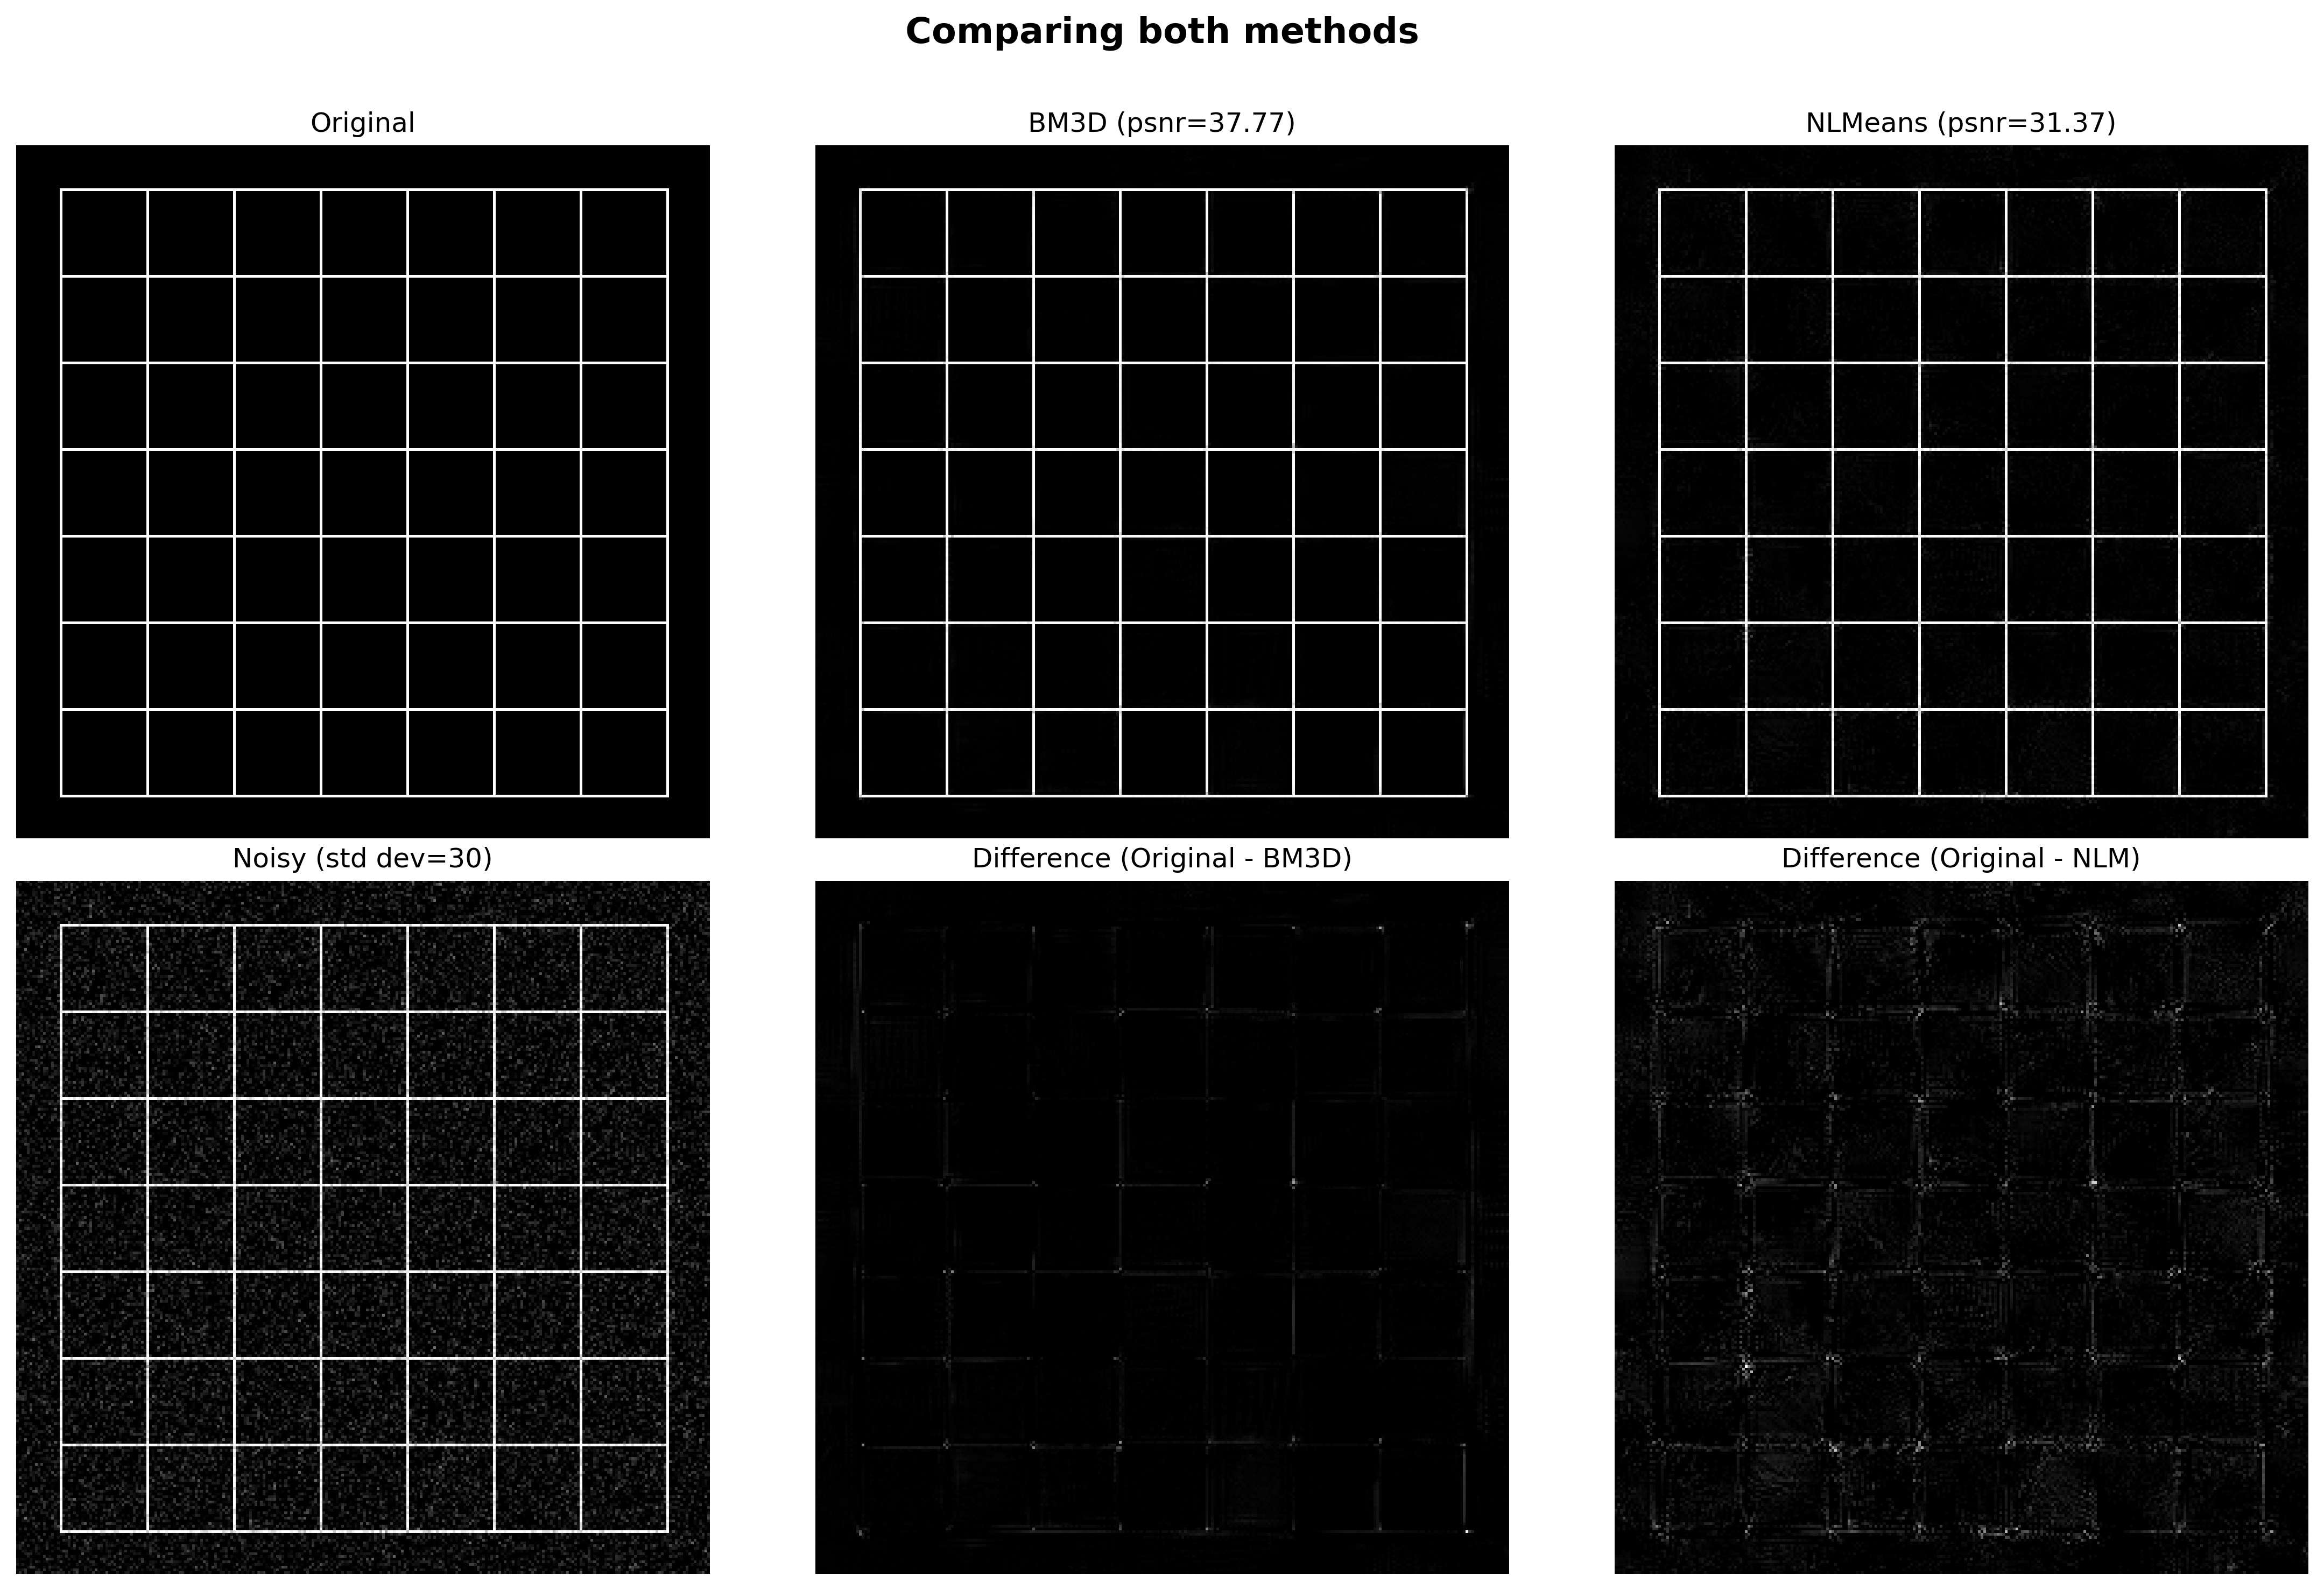 Comparing both methods
Original
BM3D (psnr=37.77)
NLMeans (psnr=31.37)
Noisy (std dev=30)
Difference (Original - BM3D)
Difference (Original - NLM)